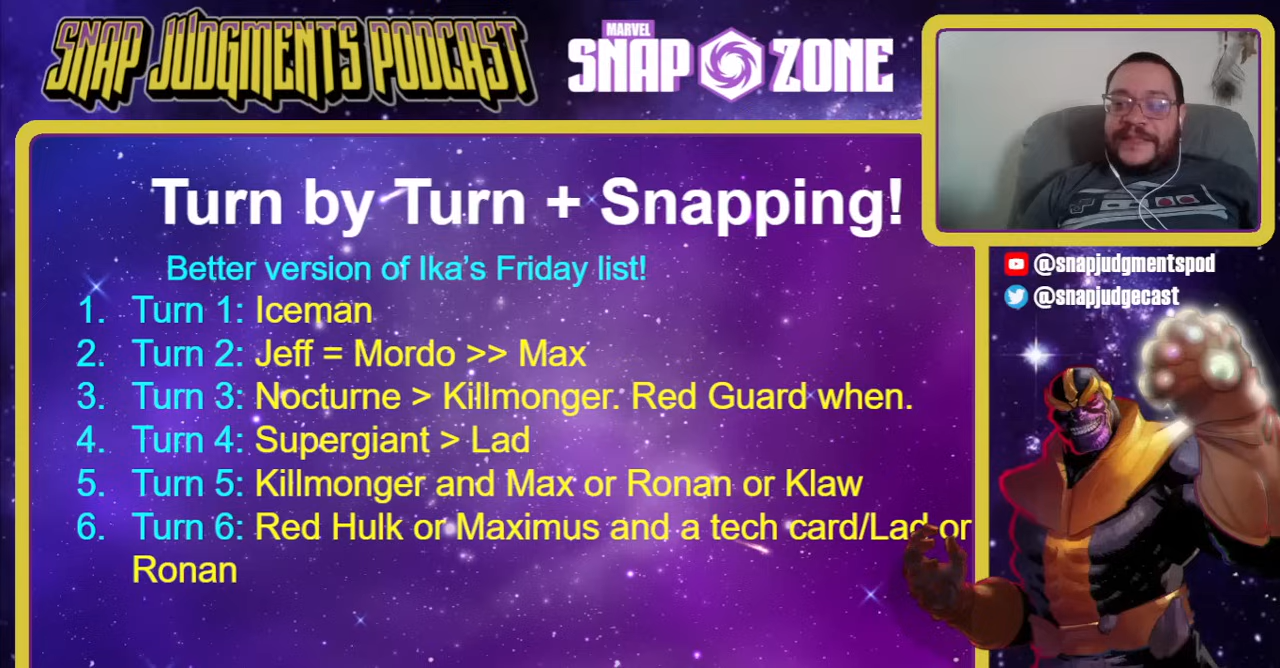 SNAP JUDGMENTS PODCAST
MARVEL
SNAP ZONE
Turn by Turn + Snapping!
Better version of Ika's Friday list!
1. Turn 1: Iceman
2. Turn 2: Jeff = Mordo >> Max
3. Turn 3: Nocturne > Killmonger. Red Guard when.
4. Turn 4: Supergiant > Lad
5. Turn 5: Killmonger and Max or Ronan or Klaw
6. Turn 6: Red Hulk or Maximus and a tech card/Lad or
Ronan
@snapjudgmentspod
@snapjudgecast